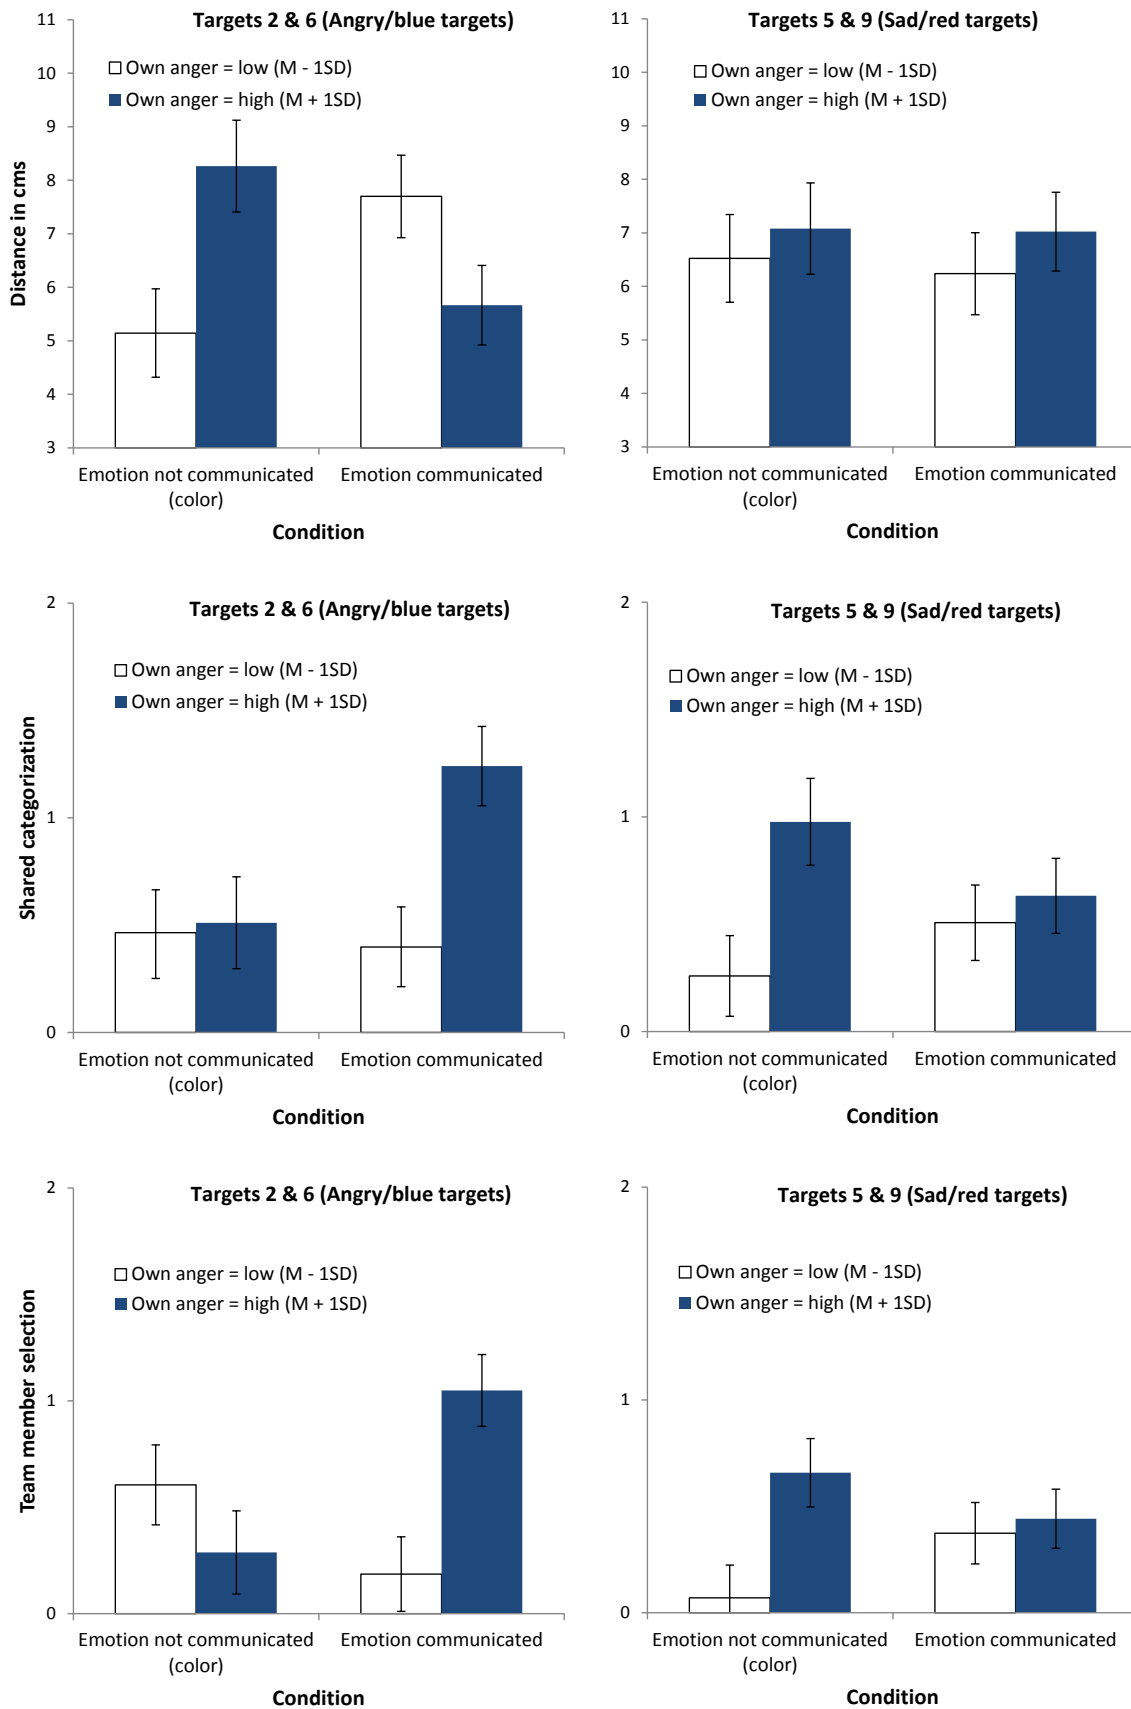 Targets 2 & 6 (Angry/blue targets)
Own anger = low (M - 1SD)
Own anger = high (M + 1SD)
11
10
9
8
7
6
5
4
3
Distance in cms
Emotion not communicated
(color)
Emotion communicated
Condition
Targets 5 & 9 (Sad/red targets)
Own anger = low (M - 1SD)
Own anger = high (M + 1SD)
11
10
9
8
7
6
5
4
3
Emotion not communicated
(color)
Emotion communicated
Condition
Targets 2 & 6 (Angry/blue targets)
Own anger = low (M - 1SD)
Own anger = high (M + 1SD)
2
1
0
Shared categorization
Emotion not communicated
(color)
Emotion communicated
Condition
Targets 5 & 9 (Sad/red targets)
Own anger = low (M - 1SD)
Own anger = high (M + 1SD)
2
1
0
Emotion not communicated
(color)
Emotion communicated
Condition
Targets 2 & 6 (Angry/blue targets)
Own anger = low (M - 1SD)
Own anger = high (M + 1SD)
2
1
0
Team member selection
Emotion not communicated
(color)
Emotion communicated
Condition
Targets 5 & 9 (Sad/red targets)
Own anger = low (M - 1SD)
Own anger = high (M + 1SD)
2
1
0
Emotion not communicated
(color)
Emotion communicated
Condition